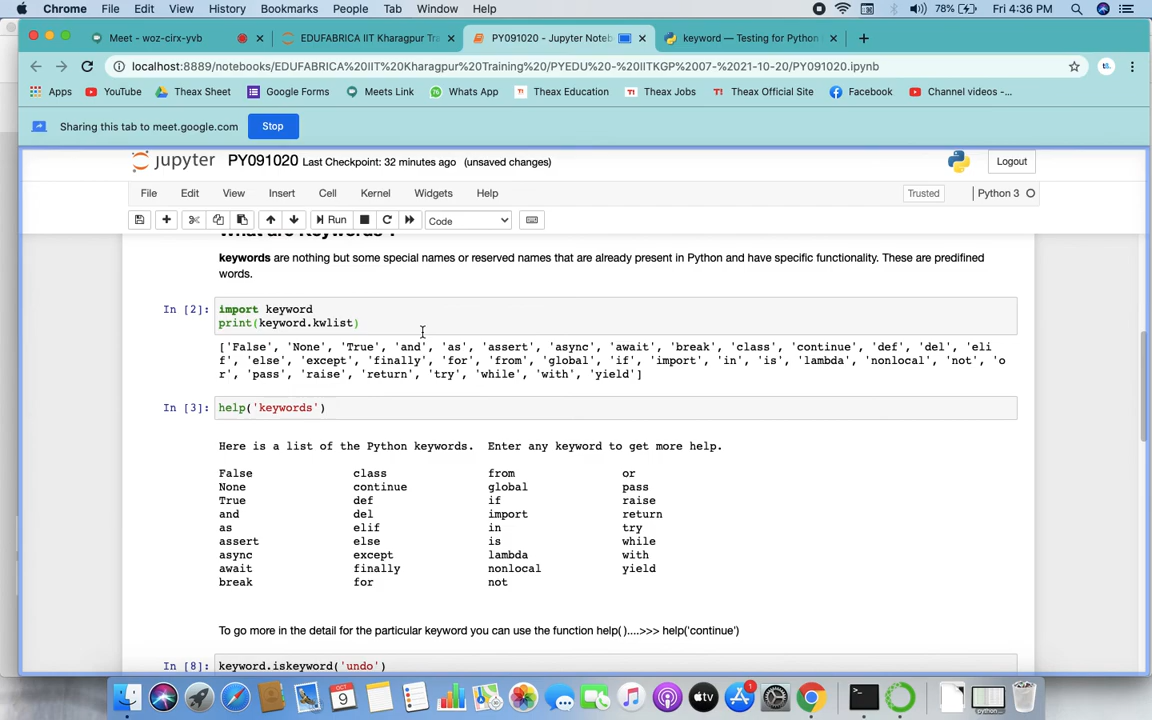 Chrome File Edit View History Bookmarks People Tab Window Help 78% Fri 4:36 PM
Meet - woz-cirx-yvb EDUFABRICA IIT Kharagpur Tra PY091020 - Jupyter Noteb keyword — Testing for Python
localhost:8889/notebooks/EDUFABRICA%20IIT%20Kharagpur%20Training%20/PYEDU%20-%20IITKGP%2007-%2021-10-20/PY091020.ipynb
Apps YouTube Theax Sheet Google Forms Meets Link Whats App Theax Education Theax Jobs Theax Official Site Facebook Channel videos -...
Sharing this tab to meet.google.com Stop
jupyter PY091020 Last Checkpoint: 32 minutes ago (unsaved changes) Logout
File Edit View Insert Cell Kernel Widgets Help Trusted Python 3
Run Code
What are Keywords ?
keywords are nothing but some special names or reserved names that are already present in Python and have specific functionality. These are predifined
words.
In [2]: import keyword
print(keyword.kwlist)
['False', 'None', 'True', 'and', 'as', 'assert', 'async', 'await', 'break', 'class', 'continue', 'def', 'del', 'eli
f', 'else', 'except', 'finally', 'for', 'from', 'global', 'if', 'import', 'in', 'is', 'lambda', 'nonlocal', 'not', 'o
r', 'pass', 'raise', 'return', 'try', 'while', 'with', 'yield']
In [3]: help('keywords')
Here is a list of the Python keywords. Enter any keyword to get more help.
False class from or
None continue global pass
True def if raise
and del import return
as elif in try
assert else is while
async except lambda with
await finally nonlocal yield
break for not
To go more in the detail for the particular keyword you can use the function help( )....>>> help('continue')
In [8]: keyword.iskeyword('undo')
OCT
9
tv
1